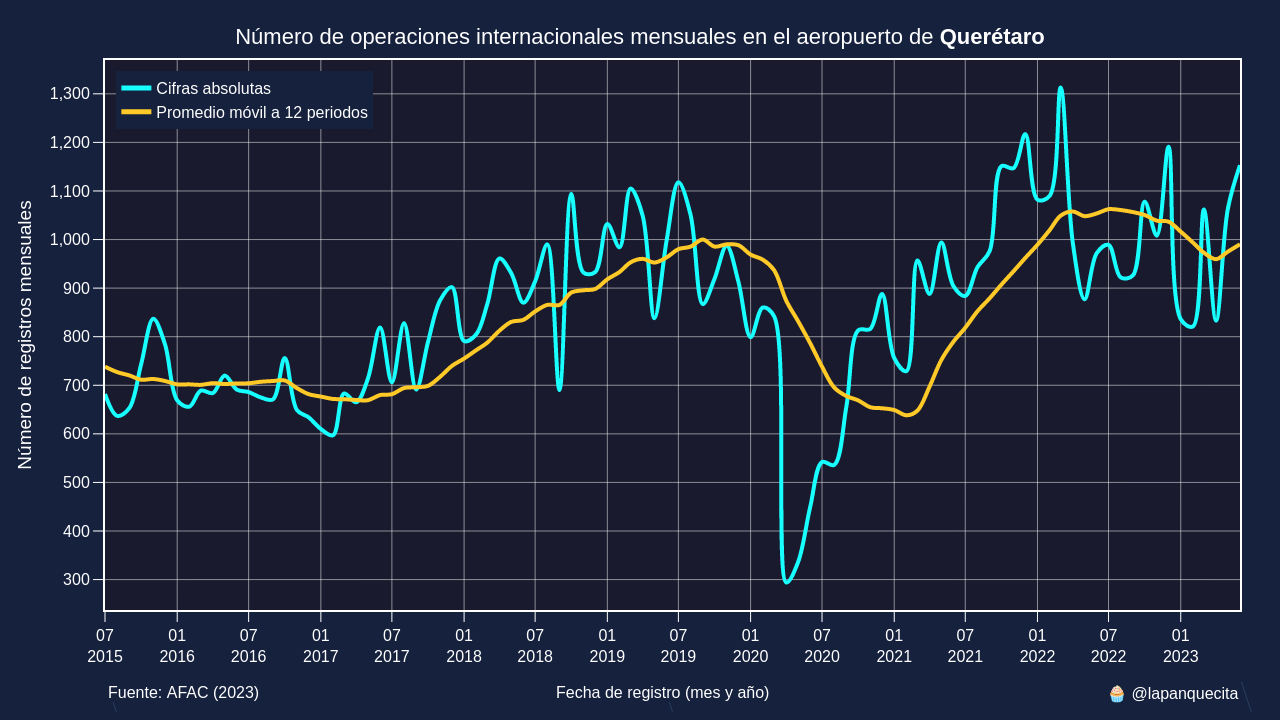 Número de operaciones internacionales mensuales en el aeropuerto de Querétaro
Cifras absolutas
Promedio móvil a 12 periodos
Número de registros mensuales
1,300
1,200
1,100
1,000
900
800
700
600
500
400
300
07 01 07 01 07 01 07 01 07 01 07 01 07 01 07 01
2015 2016 2016 2017 2017 2018 2018 2019 2019 2020 2020 2021 2021 2022 2022 2023
Fuente: AFAC (2023) Fecha de registro (mes y año) 🧁 @lapanquecita